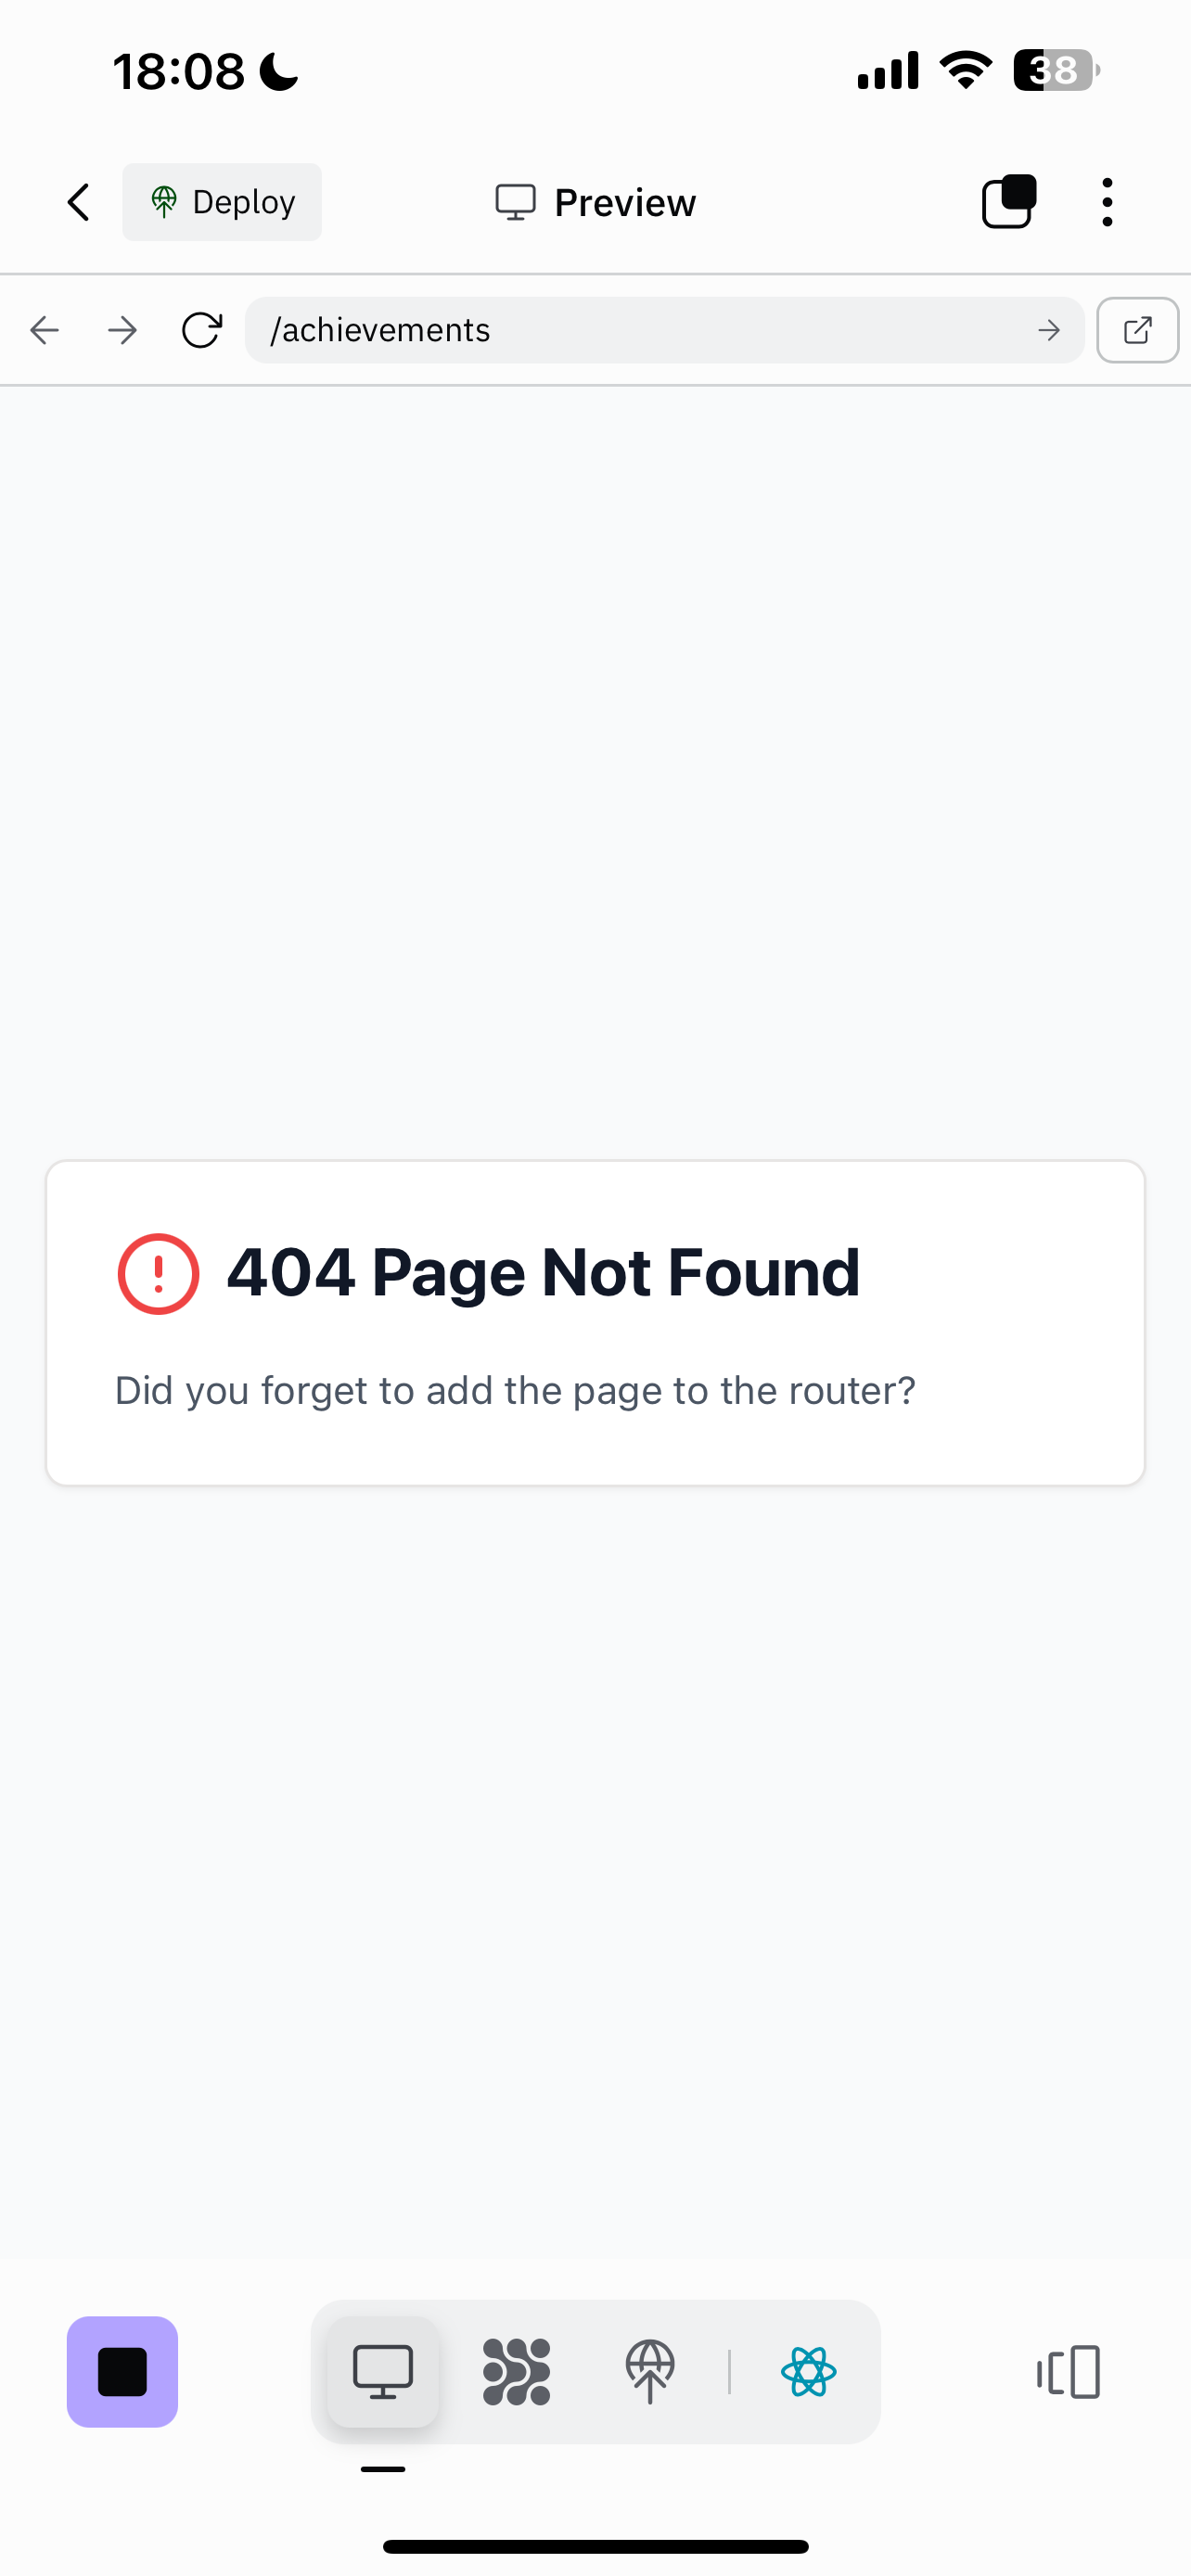 18:08
38
Deploy
Preview
/achievements
404 Page Not Found
Did you forget to add the page to the router?